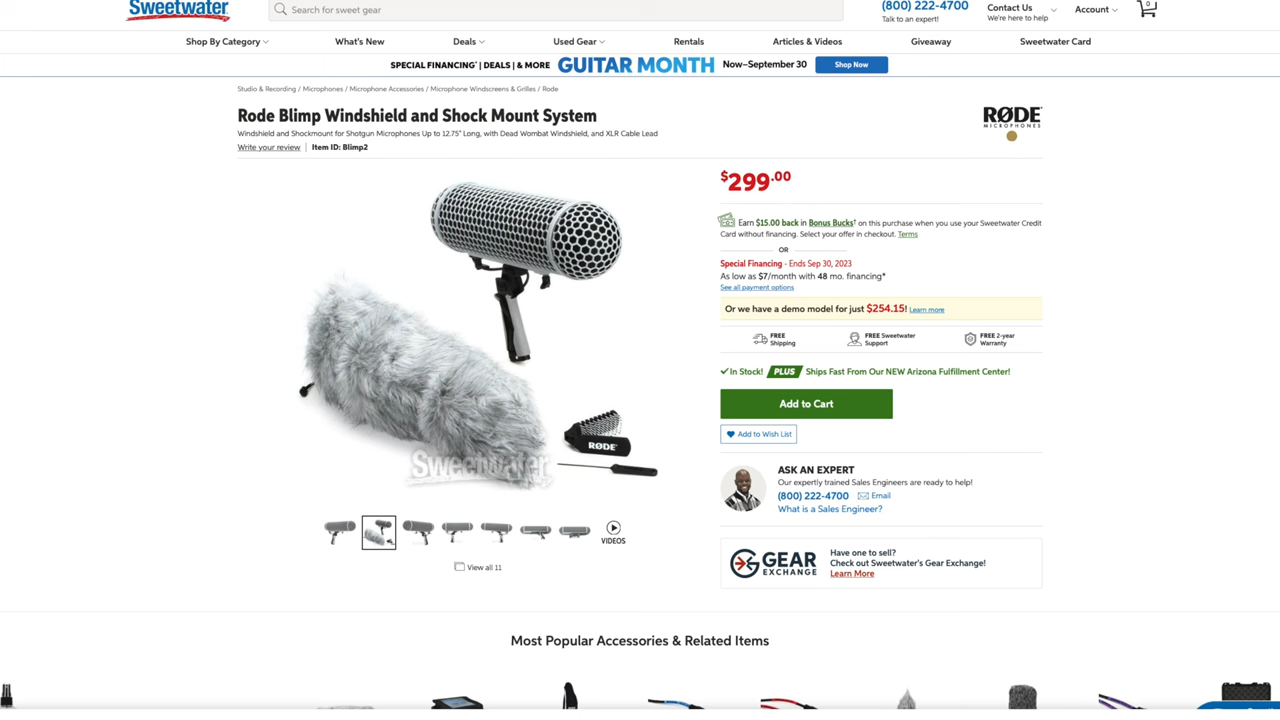 Sweetwater
Search for sweet gear
(800) 222-4700
Talk to an expert!
Contact Us
We're here to help
Account
0
Shop By Category
What's New
Deals
Used Gear
Rentals
Articles & Videos
Giveaway
Sweetwater Card
SPECIAL FINANCING* | DEALS | & MORE GUITAR MONTH Now–September 30 Shop Now
Studio & Recording / Microphones / Microphone Accessories / Microphone Windscreens & Grilles / Rode
Rode Blimp Windshield and Shock Mount System
Windshield and Shockmount for Shotgun Microphones Up to 12.75" Long, with Dead Wombat Windshield, and XLR Cable Lead
Write your review | Item ID: Blimp2
RØDE
MICROPHONES
RØDE
Sweetwater
VIDEOS
View all 11
$299.00
Earn $15.00 back in Bonus Bucks† on this purchase when you use your Sweetwater Credit
Card without financing. Select your offer in checkout. Terms
OR
Special Financing - Ends Sep 30, 2023
As low as $7/month with 48 mo. financing*
See all payment options
Or we have a demo model for just $254.15! Learn more
FREE
Shipping
FREE Sweetwater
Support
FREE 2-year
Warranty
In Stock! PLUS Ships Fast From Our NEW Arizona Fulfillment Center!
Add to Cart
Add to Wish List
ASK AN EXPERT
Our expertly trained Sales Engineers are ready to help!
(800) 222-4700 Email
What is a Sales Engineer?
GEAR
EXCHANGE
Have one to sell?
Check out Sweetwater's Gear Exchange!
Learn More
Most Popular Accessories & Related Items